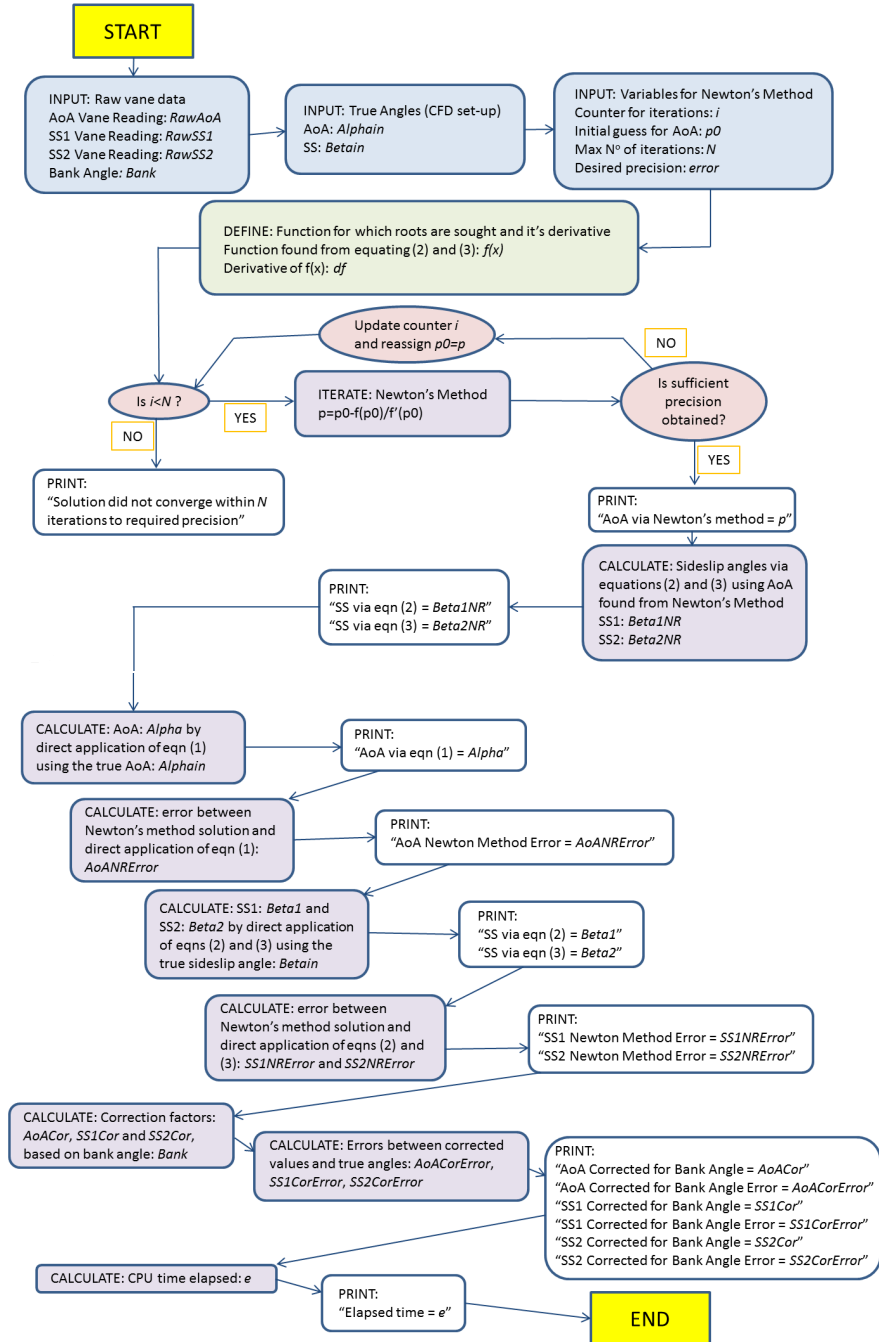 START
INPUT: Raw vane data
AoA Vane Reading: RawAoA
SS1 Vane Reading: RawSS1
SS2 Vane Reading: RawSS2
Bank Angle: Bank
INPUT: True Angles (CFD set-up)
AoA: Alphain
SS: Betain
INPUT: Variables for Newton’s Method
Counter for iterations: i
Initial guess for AoA: p0
Max Nº of iterations: N
Desired precision: error
DEFINE: Function for which roots are sought and it’s derivative
Function found from equating (2) and (3): f(x)
Derivative of f(x): df
Update counter i
and reassign p0=p
NO
Is i<N ?
YES
ITERATE: Newton’s Method
p=p0-f(p0)/f’(p0)
Is sufficient
precision
obtained?
NO
YES
PRINT:
“Solution did not converge within N
iterations to required precision”
PRINT:
“AoA via Newton’s method = p”
CALCULATE: Sideslip angles via
equations (2) and (3) using AoA
found from Newton’s Method
SS1: Beta1NR
SS2: Beta2NR
PRINT:
“SS via eqn (2) = Beta1NR”
“SS via eqn (3) = Beta2NR”
CALCULATE: AoA: Alpha by
direct application of eqn (1)
using the true AoA: Alphain
PRINT:
“AoA via eqn (1) = Alpha”
CALCULATE: error between
Newton’s method solution and
direct application of eqn (1):
AoANRError
PRINT:
“AoA Newton Method Error = AoANRError”
CALCULATE: SS1: Beta1 and
SS2: Beta2 by direct application
of eqns (2) and (3) using the
true sideslip angle: Betain
PRINT:
“SS via eqn (2) = Beta1”
“SS via eqn (3) = Beta2”
CALCULATE: error between
Newton’s method solution and
direct application of eqns (2) and
(3): SS1NRError and SS2NRError
PRINT:
“SS1 Newton Method Error = SS1NRError”
“SS2 Newton Method Error = SS2NRError”
CALCULATE: Correction factors:
AoACor, SS1Cor and SS2Cor,
based on bank angle: Bank
CALCULATE: Errors between corrected
values and true angles: AoACorError,
SS1CorError, SS2CorError
PRINT:
“AoA Corrected for Bank Angle = AoACor”
“AoA Corrected for Bank Angle Error = AoACorError”
“SS1 Corrected for Bank Angle = SS1Cor”
“SS1 Corrected for Bank Angle Error = SS1CorError”
“SS2 Corrected for Bank Angle = SS2Cor”
“SS2 Corrected for Bank Angle Error = SS2CorError”
CALCULATE: CPU time elapsed: e
PRINT:
“Elapsed time = e”
END